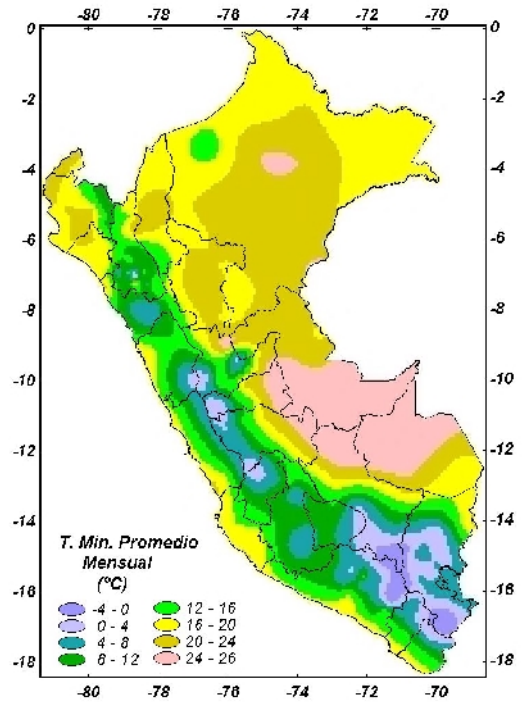 -80 -78 -76 -74 -72 -70
0 0
-2 -2
-4 -4
-6 -6
-8 -8
-10 -10
-12 -12
-14 -14
-16 -16
-18 -18
T. Min. Promedio
Mensual
(°C)
-4 - 0 12 - 16
0 - 4 16 - 20
4 - 8 20 - 24
8 - 12 24 - 26
-80 -78 -76 -74 -72 -70